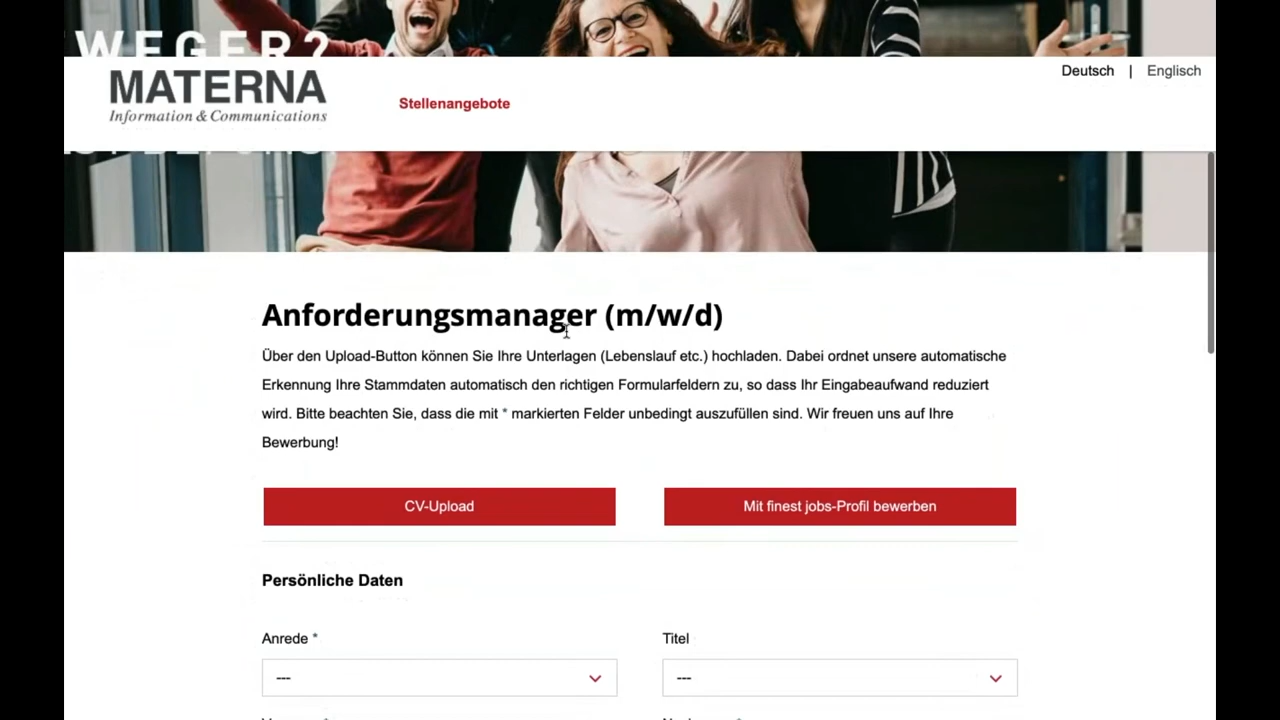 WEGER?
MATERNA
Information & Communications
Stellenangebote
Deutsch | Englisch
Anforderungsmanager (m/w/d)
Über den Upload-Button können Sie Ihre Unterlagen (Lebenslauf etc.) hochladen. Dabei ordnet unsere automatische
Erkennung Ihre Stammdaten automatisch den richtigen Formularfeldern zu, so dass Ihr Eingabeaufwand reduziert
wird. Bitte beachten Sie, dass die mit * markierten Felder unbedingt auszufüllen sind. Wir freuen uns auf Ihre
Bewerbung!
CV-Upload
Mit finest jobs-Profil bewerben
Persönliche Daten
Anrede *
Titel
---
---